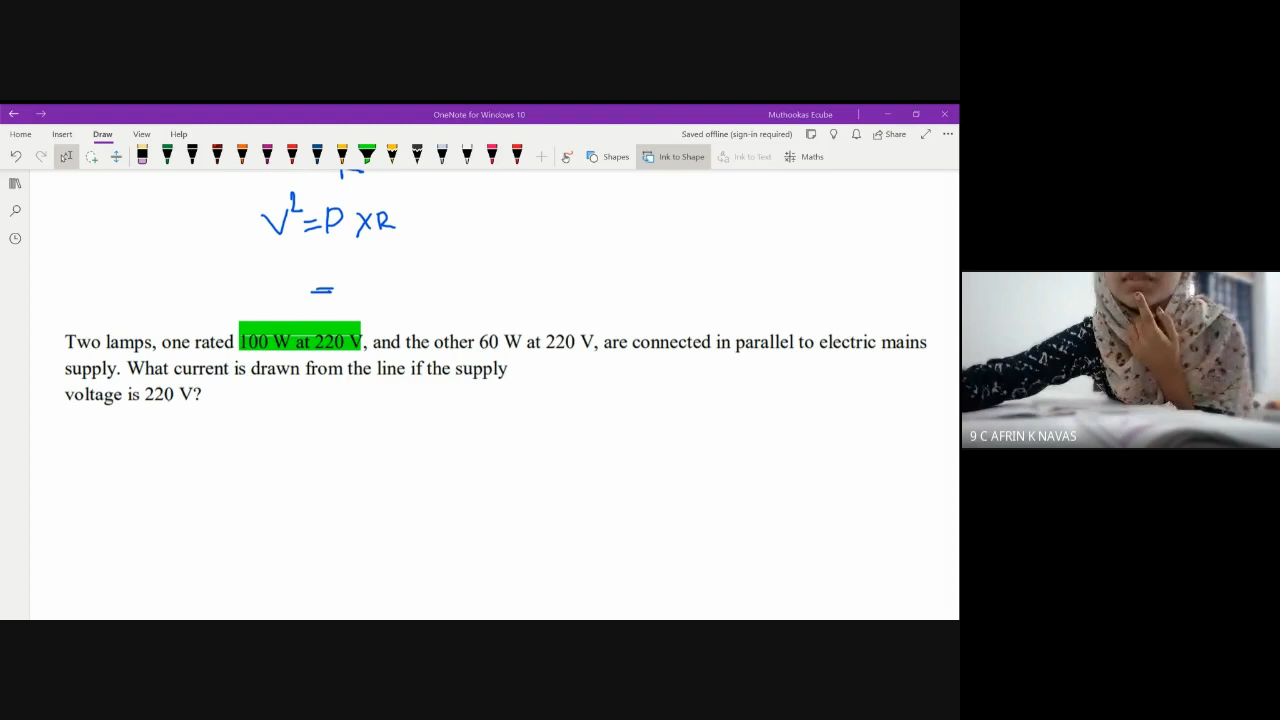 OneNote for Windows 10
Muthookas Ecube
Home Insert Draw View Help
Saved offline (sign-in required)
Share
Shapes
Ink to Shape
Ink to Text
Maths
V²=P×R
=
Two lamps, one rated 100 W at 220 V, and the other 60 W at 220 V, are connected in parallel to electric mains
supply. What current is drawn from the line if the supply
voltage is 220 V?
9 C AFRIN K NAVAS